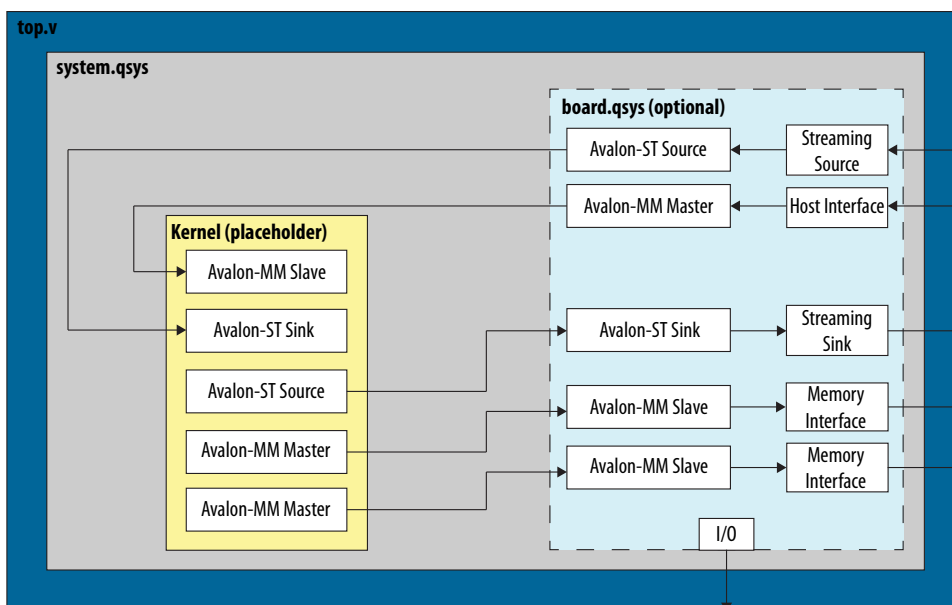 top.v
system.qsys
board.qsys (optional)
Avalon-ST Source
Streaming
Source
Avalon-MM Master
Host Interface
Kernel (placeholder)
Avalon-MM Slave
Avalon-ST Sink
Avalon-ST Source
Avalon-MM Master
Avalon-MM Master
Avalon-ST Sink
Streaming
Sink
Avalon-MM Slave
Memory
Interface
Avalon-MM Slave
Memory
Interface
I/O